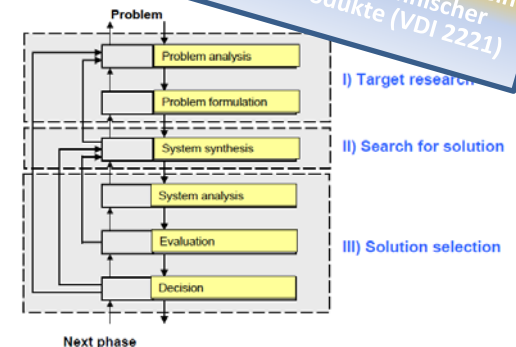 nischer
dukte (VDI 2221)
Problem
Problem analysis
I) Target research
Problem formulation
System synthesis
II) Search for solution
System analysis
Evaluation
III) Solution selection
Decision
Next phase